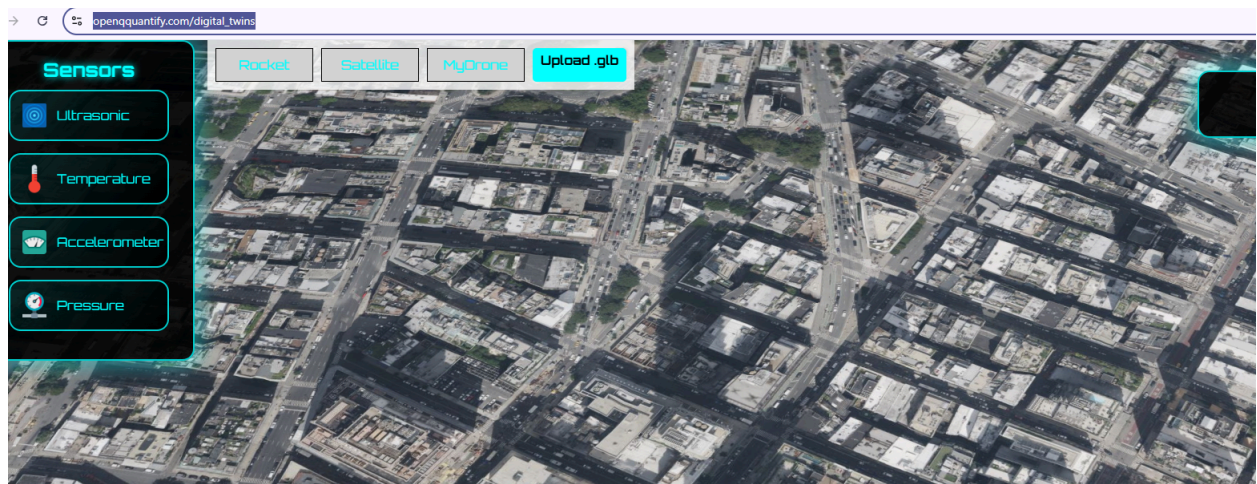 openqquantify.com/digital_twins
Sensors
Rocket
Satellite
MyDrone
Upload .glb
Ultrasonic
Temperature
Accelerometer
Pressure